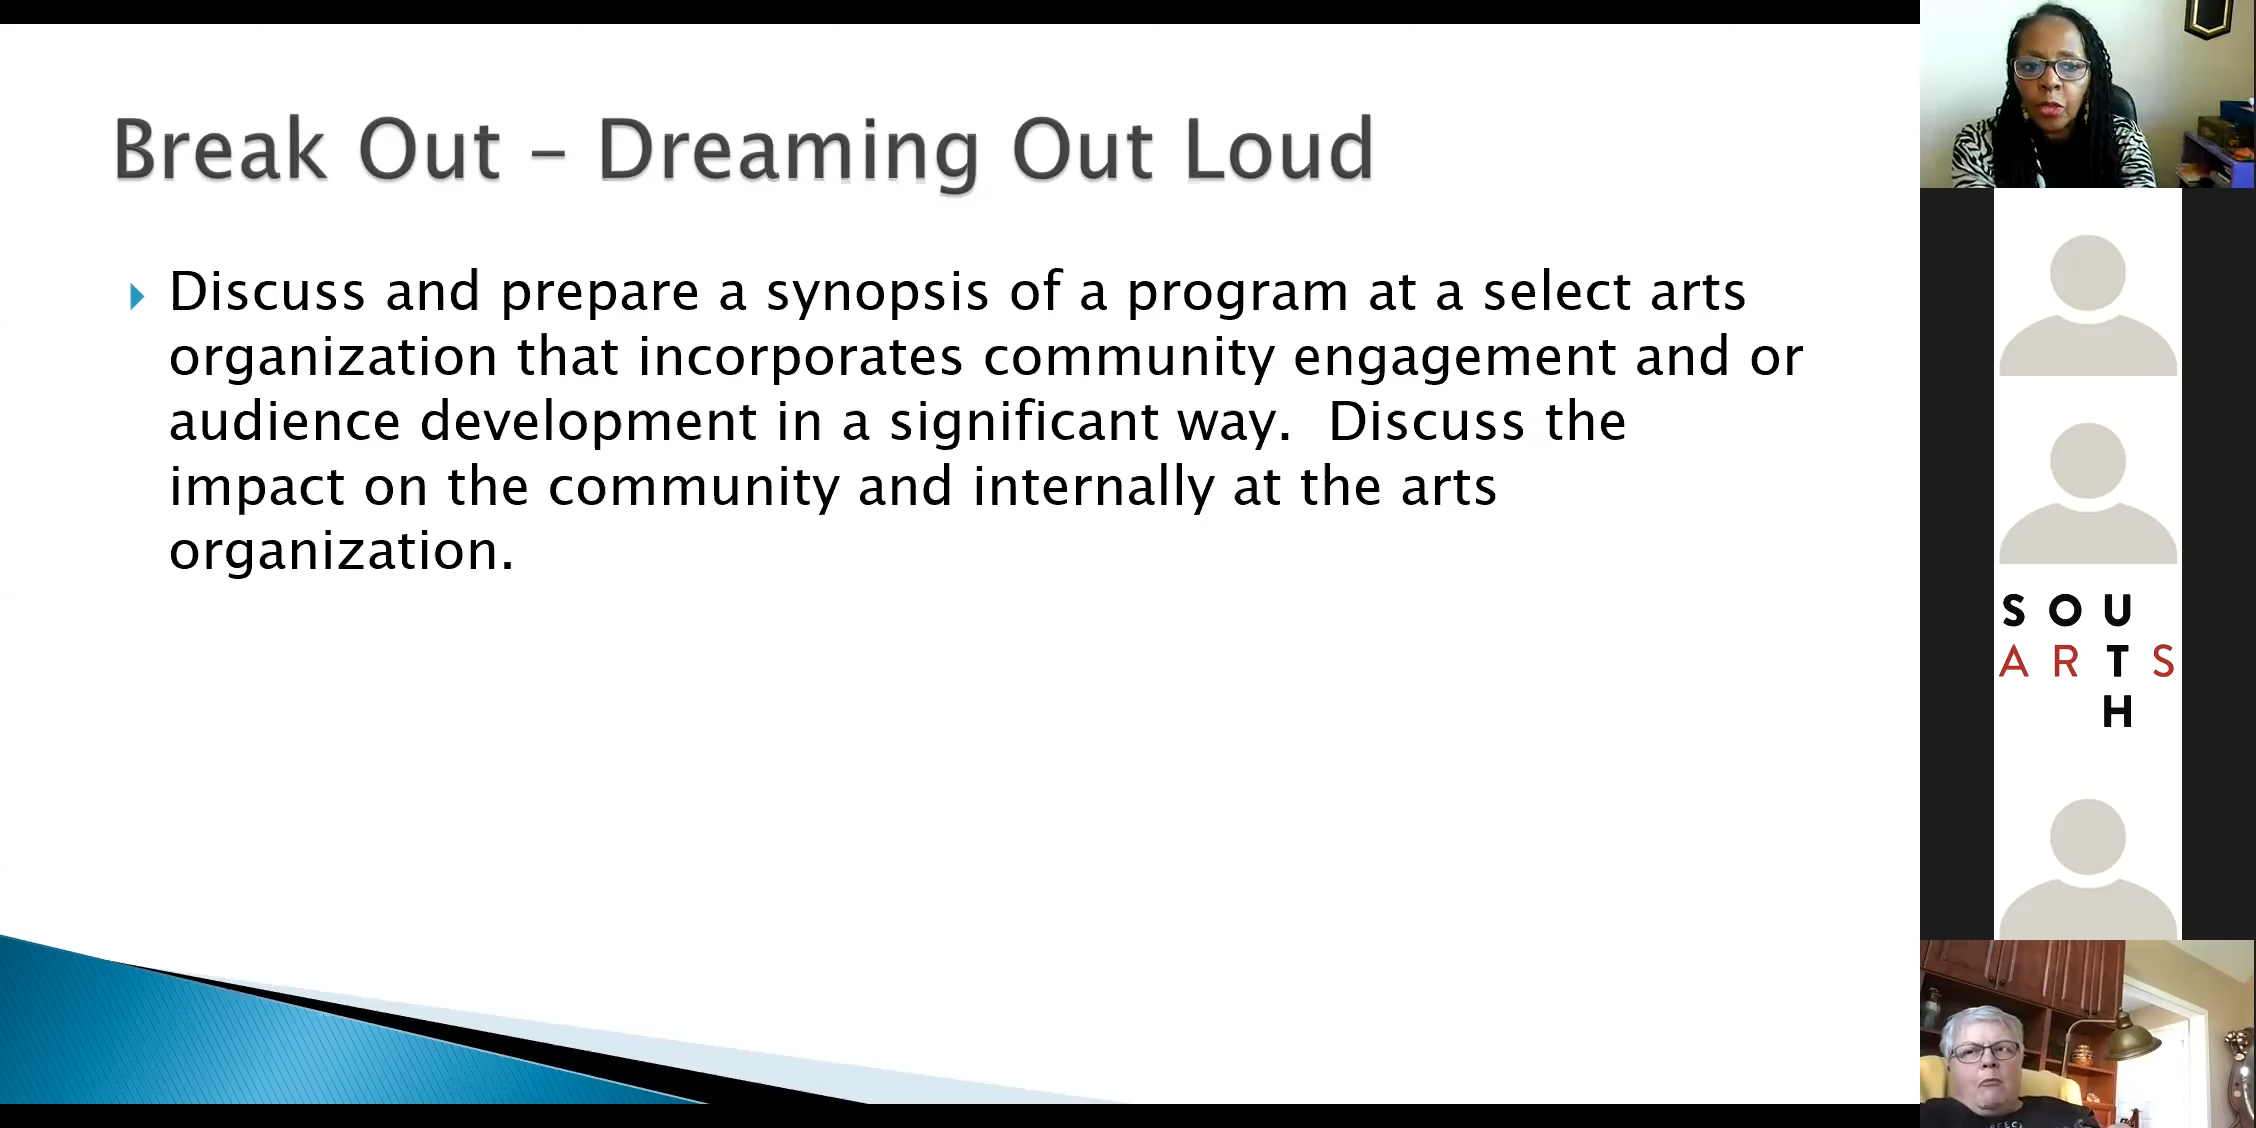 Break Out – Dreaming Out Loud
Discuss and prepare a synopsis of a program at a select arts
organization that incorporates community engagement and or
audience development in a significant way.  Discuss the
impact on the community and internally at the arts
organization.
S O U
A R T S
H